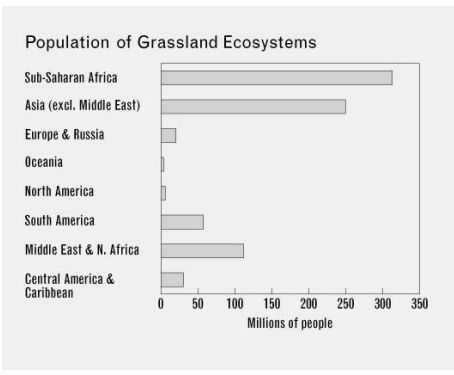 Population of Grassland Ecosystems
Sub-Saharan Africa
Asia (excl. Middle East)
Europe & Russia
Oceania
North America
South America
Middle East & N. Africa
Central America &
Caribbean
0 50 100 150 200 250 300 350
Millions of people